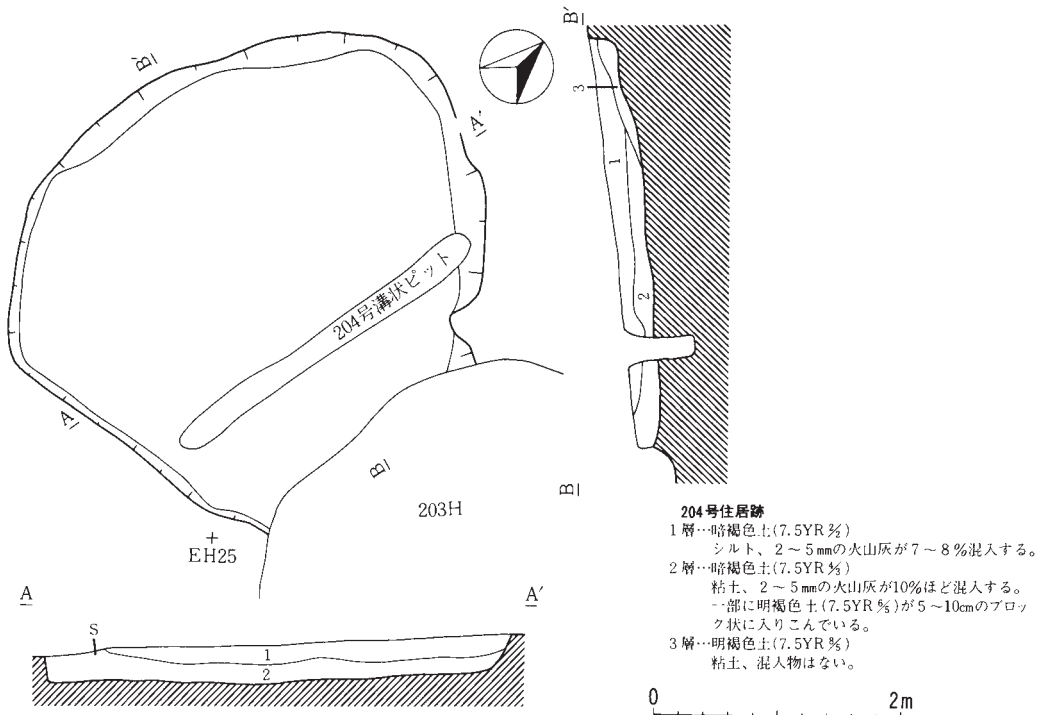 B'
B'
A'
3
1
2
204号溝状ピット
A
B
203H
B
EH25
A
A'
S
1
2
204号住居跡
1層…暗褐色土(7.5YR 3/2)
シルト、2～5mmの火山灰が7～8%混入する。
2層…暗褐色土(7.5YR
粘土、2～5mmの火山灰が10%ほど混入する。
一部に明褐色土(7.5YR が5～10cmのブロッ
ク状に入りこんでいる。
3層…明褐色土(7.5YR
粘土、混入物はない。
0
2m